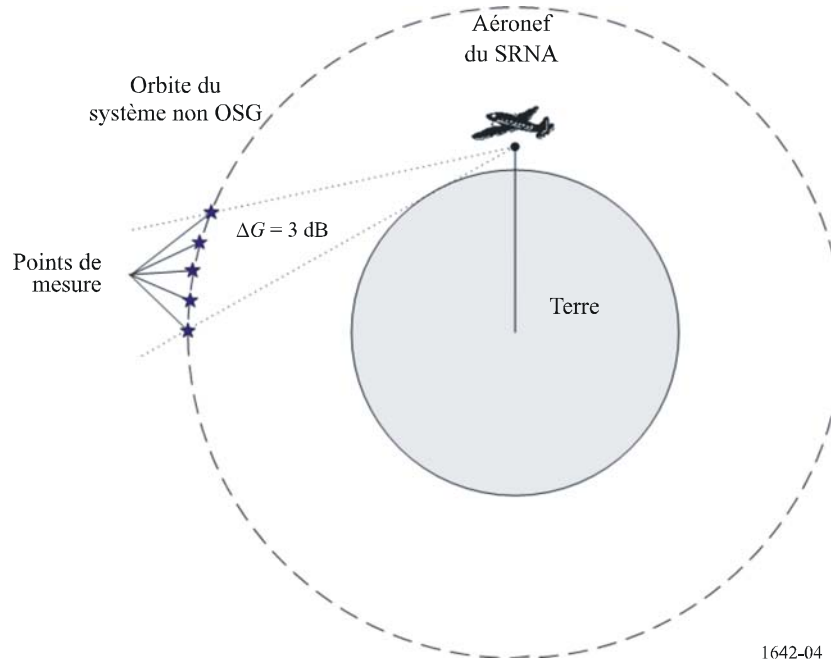 Aéronef
du SRNA
Orbite du
système non OSG
ΔG = 3 dB
Points de
mesure
Terre
1642-04